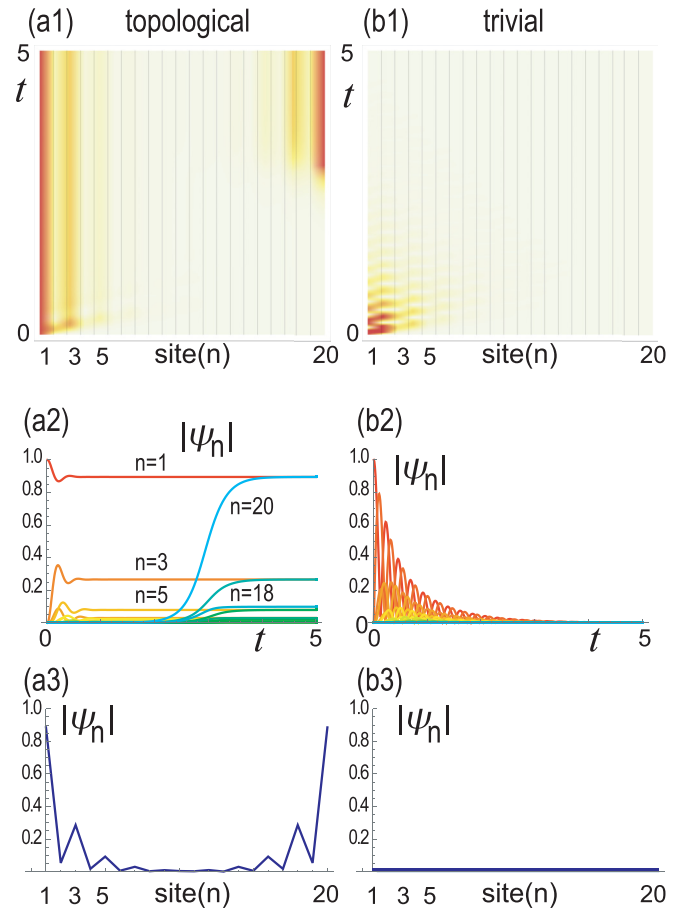 (a1) topological
5
t
0
1 3 5 site(n) 20
(b1) trivial
5
t
0
1 3 5 site(n) 20
(a2)
|ψn|
1.0
0.8
0.6
0.4
0.2
0
n=1
n=20
n=3
n=5
n=18
0 t 5
(b2)
|ψn|
1.0
0.8
0.6
0.4
0.2
0
0 t 5
(a3)
|ψn|
1.0
0.8
0.6
0.4
0.2
1 3 5 site(n) 20
(b3)
|ψn|
1.0
0.8
0.6
0.4
0.2
1 3 5 site(n) 20